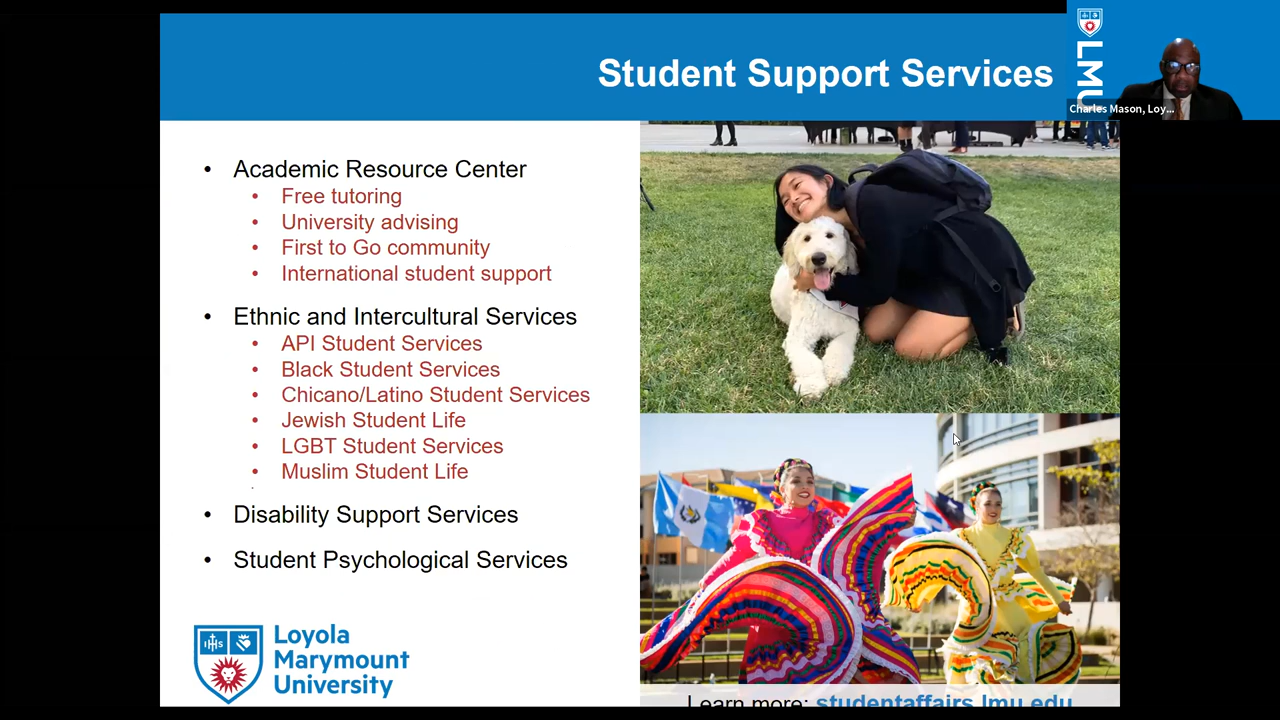 Student Support Services
LMU
Charles Mason, Loy...
• Academic Resource Center
• Free tutoring
• University advising
• First to Go community
• International student support
• Ethnic and Intercultural Services
• API Student Services
• Black Student Services
• Chicano/Latino Student Services
• Jewish Student Life
• LGBT Student Services
• Muslim Student Life
• Disability Support Services
• Student Psychological Services
IHS
Loyola
Marymount
University
Learn more: studentaffairs.lmu.edu